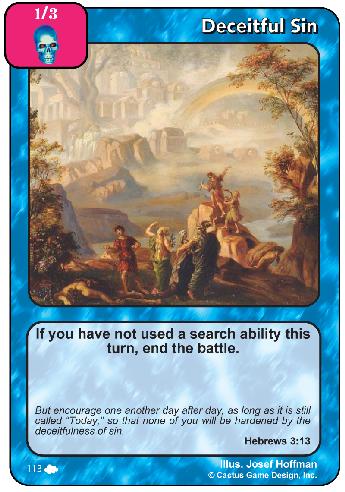 1/3
Deceitful Sin
If you have not used a search ability this
turn, end the battle.
But encourage one another day after day, as long as it is still
called "Today," so that none of you will be hardened by the
deceitfulness of sin.
Hebrews 3:13
113
Illus. Josef Hoffman
© Cactus Game Design, Inc.